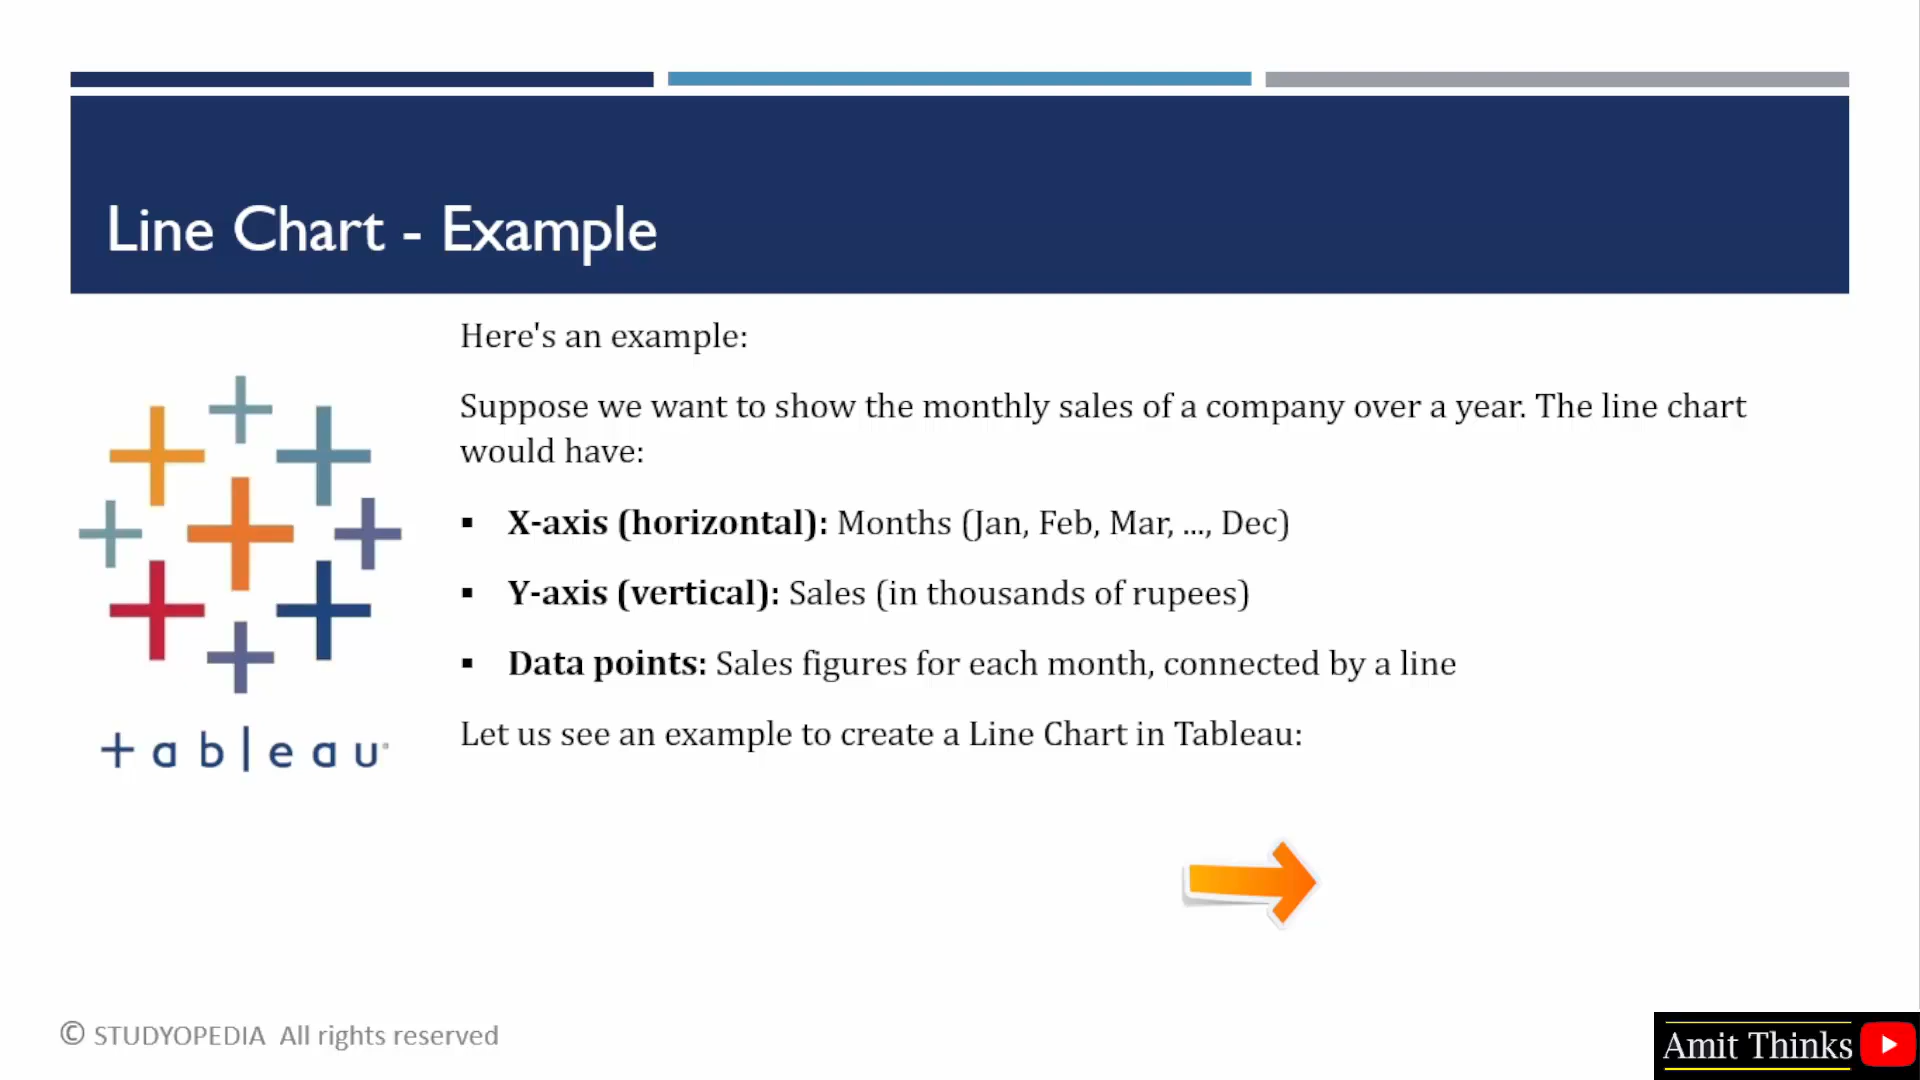 Line Chart - Example
Here's an example:
Suppose we want to show the monthly sales of a company over a year. The line chart
would have:
▪ X-axis (horizontal): Months (Jan, Feb, Mar, ..., Dec)
▪ Y-axis (vertical): Sales (in thousands of rupees)
▪ Data points: Sales figures for each month, connected by a line
Let us see an example to create a Line Chart in Tableau:
+ableau®
© STUDYOPEDIA All rights reserved
Amit Thinks